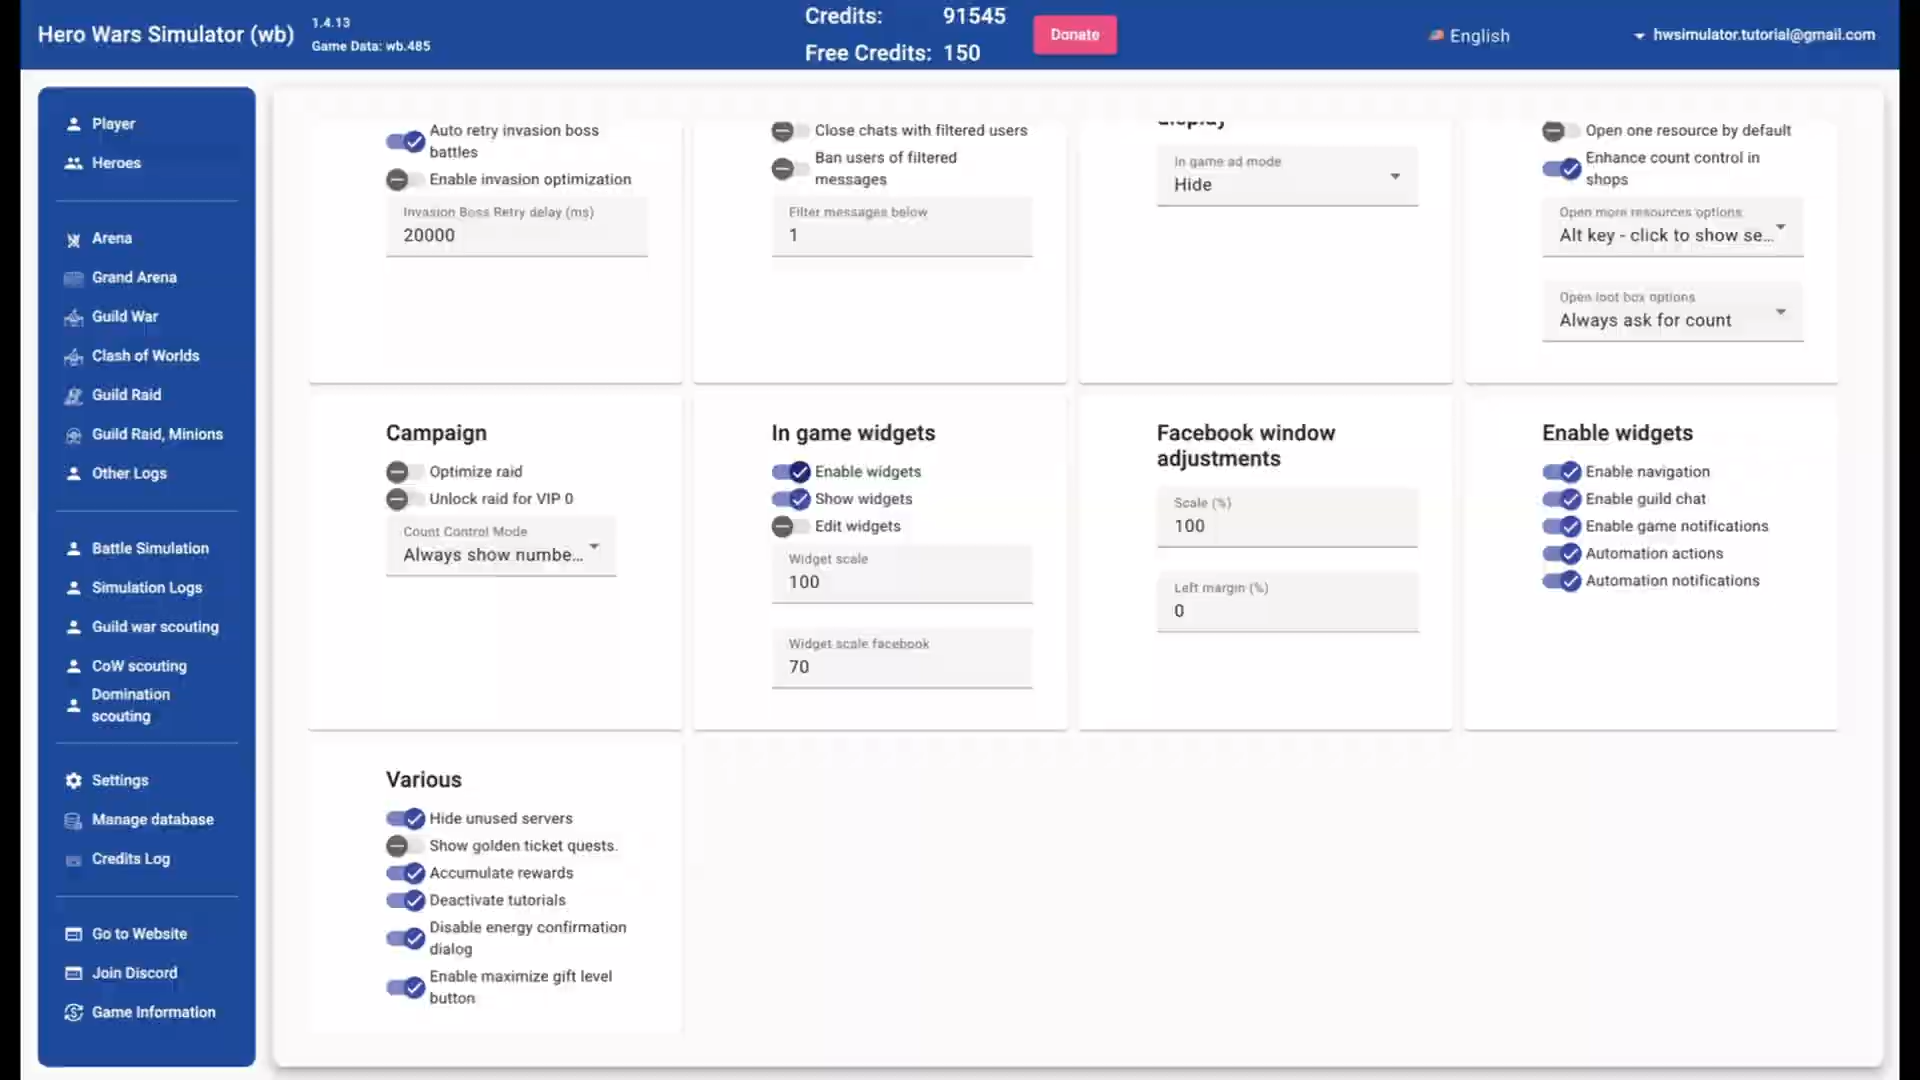 Hero Wars Simulator (wb)
1.4.13
Game Data: wb.485
Credits: 91545
Free Credits: 150
Donate
English
hwsimulator.tutorial@gmail.com
Player
Heroes
Arena
Grand Arena
Guild War
Clash of Worlds
Guild Raid
Guild Raid, Minions
Other Logs
Battle Simulation
Simulation Logs
Guild war scouting
CoW scouting
Domination
scouting
Settings
Manage database
Credits Log
Go to Website
Join Discord
Game Information
Auto retry invasion boss
battles
Enable invasion optimization
Invasion Boss Retry delay (ms)
20000
Close chats with filtered users
Ban users of filtered
messages
Filter messages below
1
display
In game ad mode
Hide
Open one resource by default
Enhance count control in
shops
Open more resources options
Alt key - click to show se...
Open loot box options
Always ask for count
Campaign
Optimize raid
Unlock raid for VIP 0
Count Control Mode
Always show numbe...
In game widgets
Enable widgets
Show widgets
Edit widgets
Widget scale
100
Widget scale facebook
70
Facebook window
adjustments
Scale (%)
100
Left margin (%)
0
Enable widgets
Enable navigation
Enable guild chat
Enable game notifications
Automation actions
Automation notifications
Various
Hide unused servers
Show golden ticket quests.
Accumulate rewards
Deactivate tutorials
Disable energy confirmation
dialog
Enable maximize gift level
button